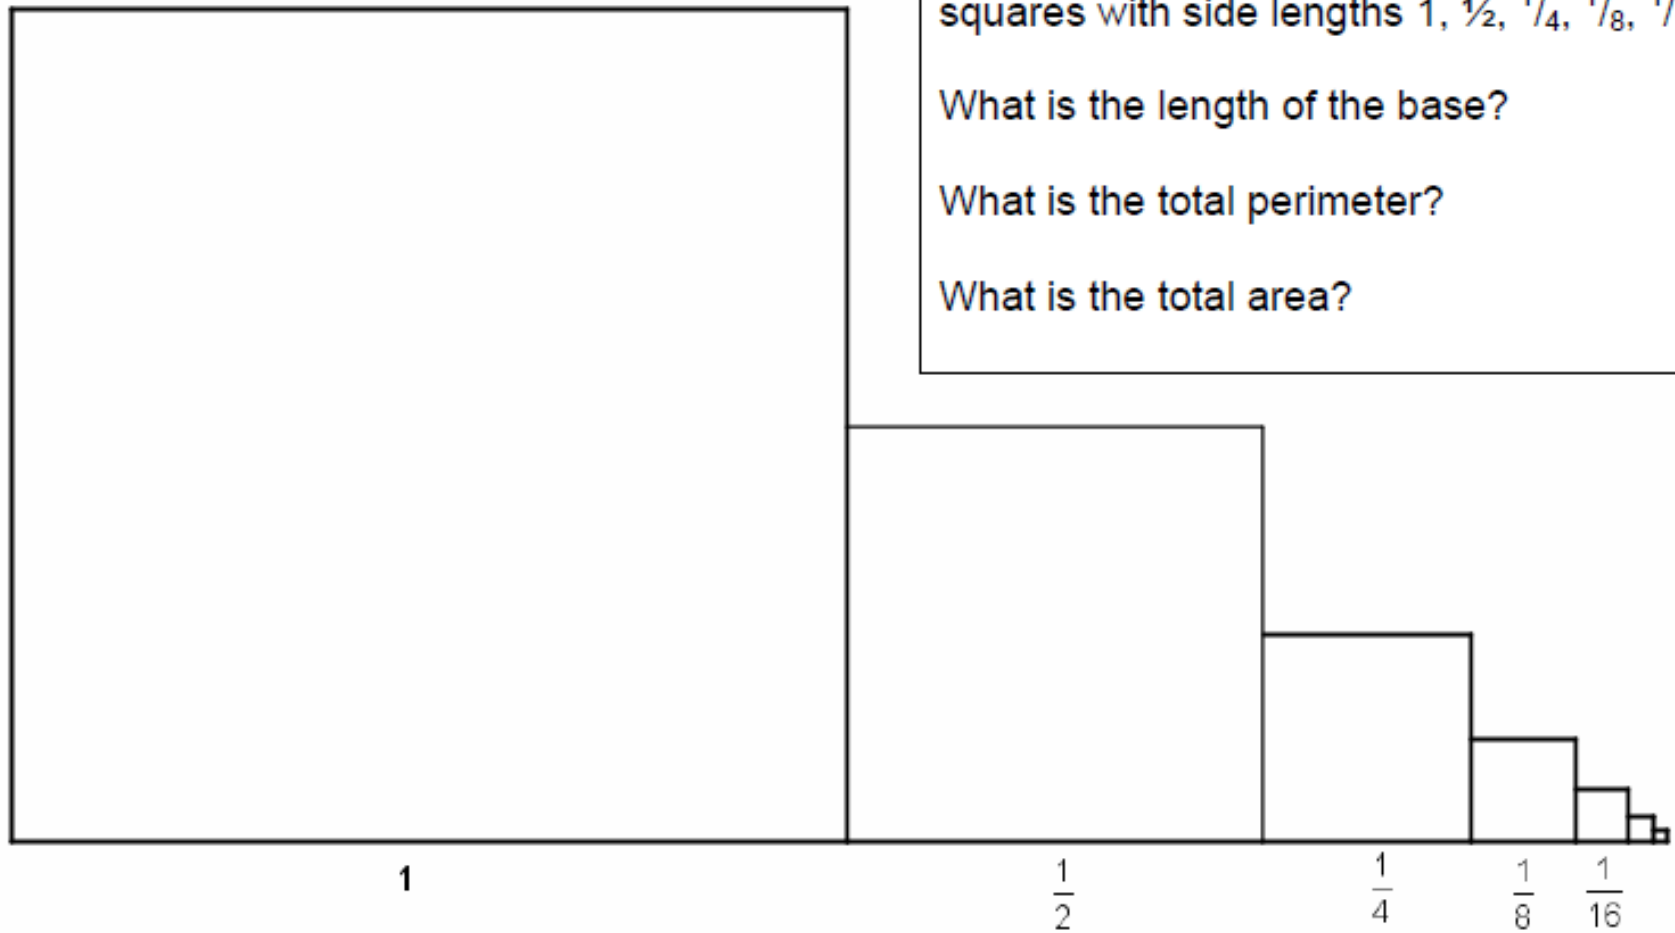 squares with side lengths 1, ½, 1/4, 1/8,
What is the length of the base?
What is the total perimeter?
What is the total area?
1
1/2
1/4
1/8
1/16